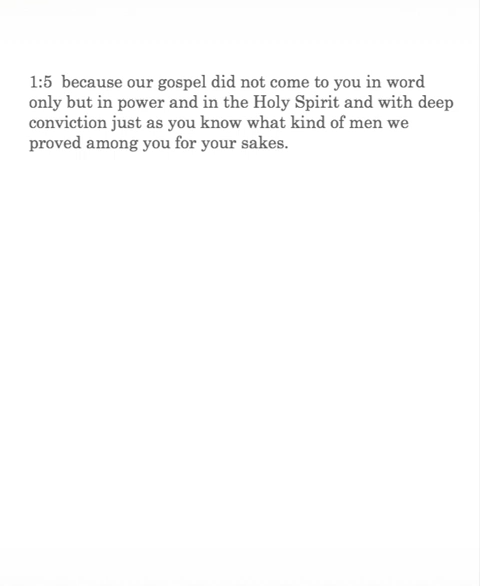 1:5 because our gospel did not come to you in word
only but in power and in the Holy Spirit and with deep
conviction just as you know what kind of men we
proved among you for your sakes.